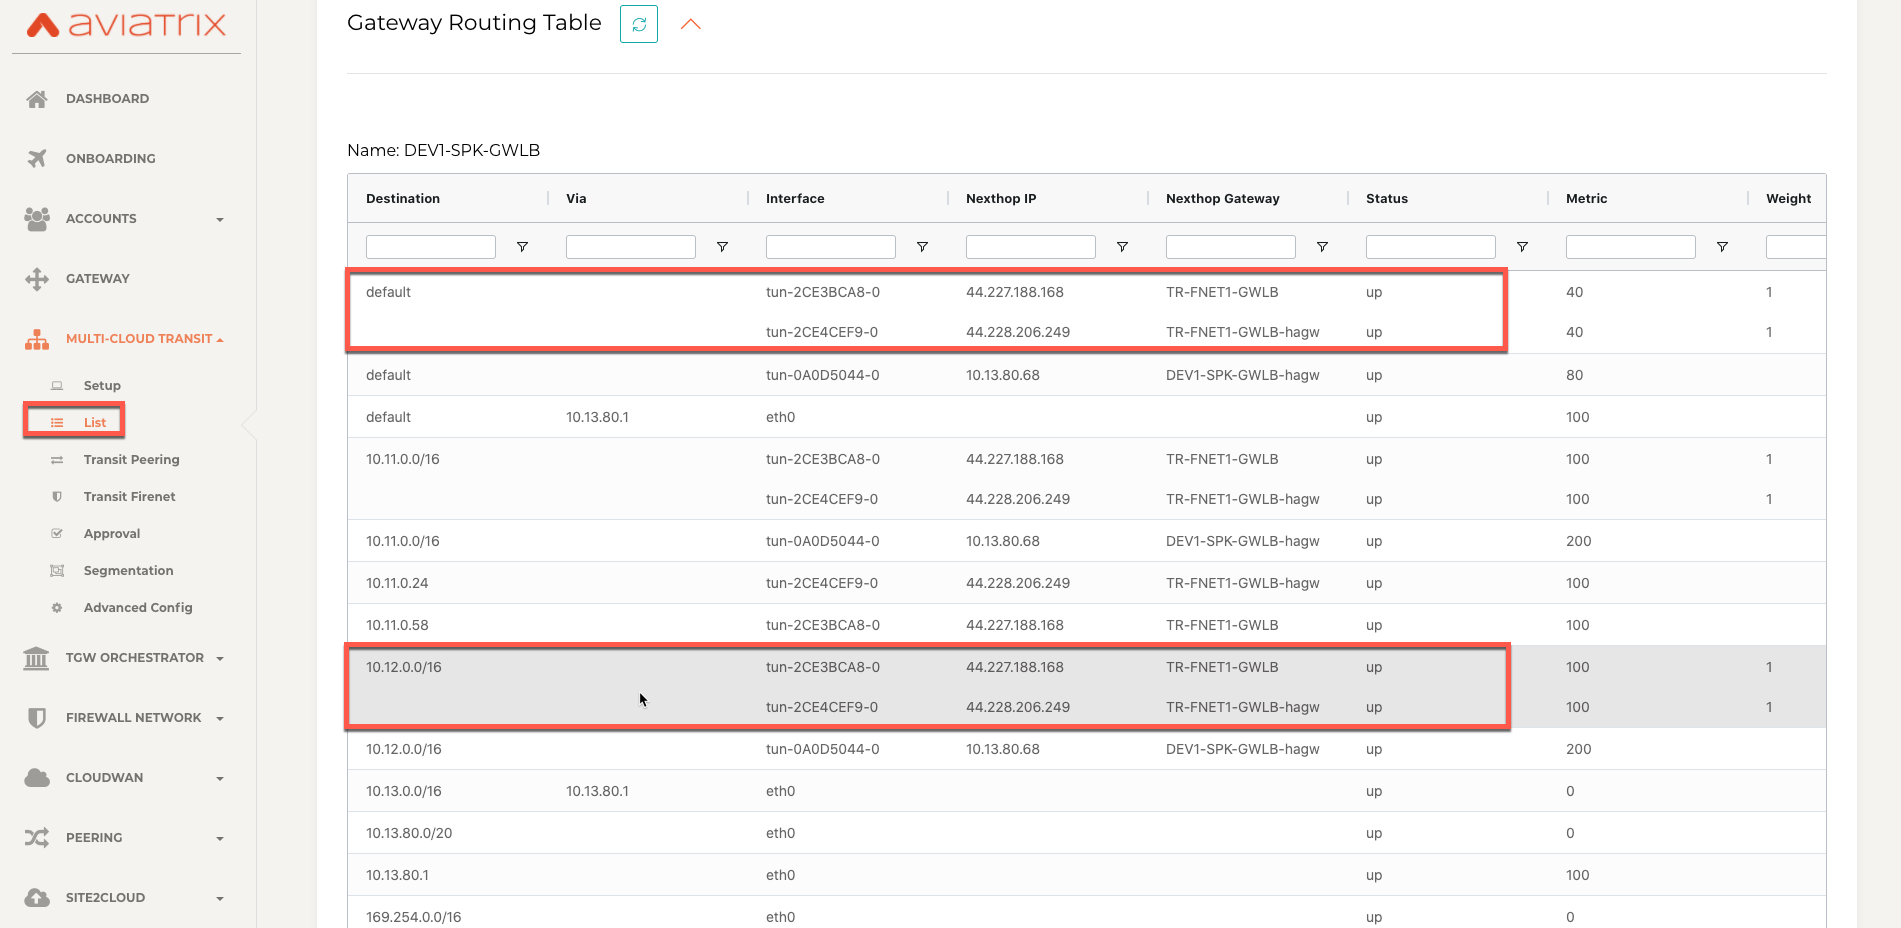 aviatrix
DASHBOARD
ONBOARDING
ACCOUNTS
GATEWAY
MULTI-CLOUD TRANSIT
Setup
List
Transit Peering
Transit Firenet
Approval
Segmentation
Advanced Config
TGW ORCHESTRATOR
FIREWALL NETWORK
CLOUDWAN
PEERING
SITE2CLOUD
Gateway Routing Table
Name: DEV1-SPK-GWLB
Destination Via Interface Nexthop IP Nexthop Gateway Status Metric Weight
default tun-2CE3BCA8-0 44.227.188.168 TR-FNET1-GWLB up 40 1
tun-2CE4CEF9-0 44.228.206.249 TR-FNET1-GWLB-hagw up 40 1
default tun-0A0D5044-0 10.13.80.68 DEV1-SPK-GWLB-hagw up 80
default 10.13.80.1 eth0 up 100
10.11.0.0/16 tun-2CE3BCA8-0 44.227.188.168 TR-FNET1-GWLB up 100 1
tun-2CE4CEF9-0 44.228.206.249 TR-FNET1-GWLB-hagw up 100 1
10.11.0.0/16 tun-0A0D5044-0 10.13.80.68 DEV1-SPK-GWLB-hagw up 200
10.11.0.24 tun-2CE4CEF9-0 44.228.206.249 TR-FNET1-GWLB-hagw up 100
10.11.0.58 tun-2CE3BCA8-0 44.227.188.168 TR-FNET1-GWLB up 100
10.12.0.0/16 tun-2CE3BCA8-0 44.227.188.168 TR-FNET1-GWLB up 100 1
tun-2CE4CEF9-0 44.228.206.249 TR-FNET1-GWLB-hagw up 100 1
10.12.0.0/16 tun-0A0D5044-0 10.13.80.68 DEV1-SPK-GWLB-hagw up 200
10.13.0.0/16 10.13.80.1 eth0 up 0
10.13.80.0/20 eth0 up 0
10.13.80.1 eth0 up 100
169.254.0.0/16 eth0 up 0